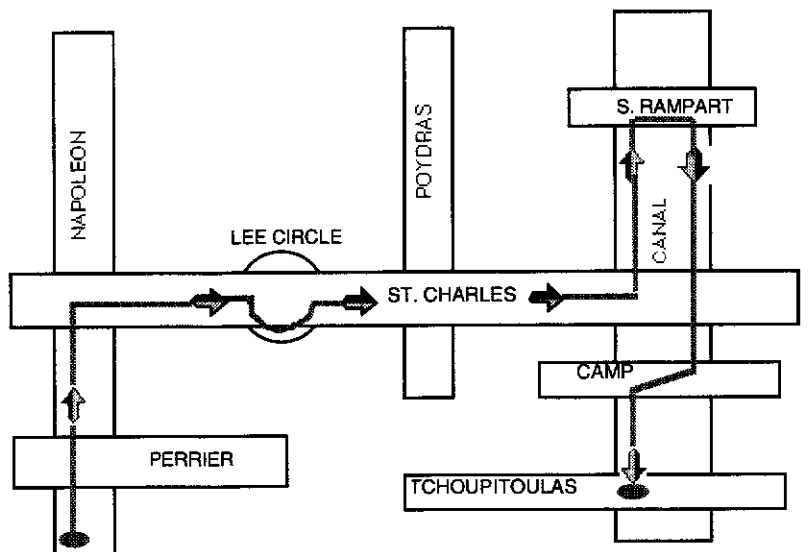 S. RAMPART
NAPOLEON
POYDRAS
CANAL
LEE CIRCLE
ST. CHARLES
CAMP
PERRIER
TCHOUPITOULAS